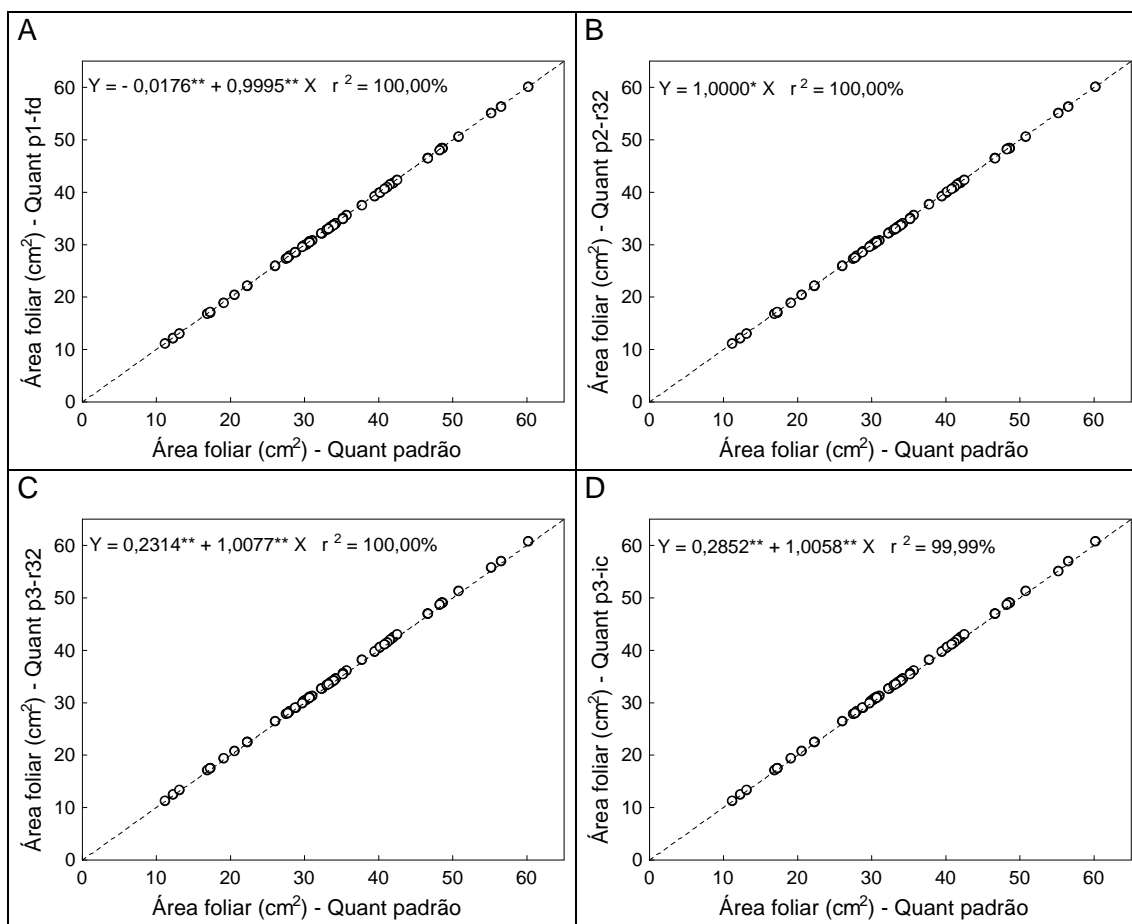 A
Y = - 0,0176** + 0,9995** X r² = 100,00%
Área foliar (cm²) - Quant p1-fd
60
50
40
30
20
10
0
0 10 20 30 40 50 60
Área foliar (cm²) - Quant padrão
B
Y = 1,0000* X r² = 100,00%
Área foliar (cm²) - Quant p2-r32
60
50
40
30
20
10
0
0 10 20 30 40 50 60
Área foliar (cm²) - Quant padrão
C
Y = 0,2314** + 1,0077** X r² = 100,00%
Área foliar (cm²) - Quant p3-r32
60
50
40
30
20
10
0
0 10 20 30 40 50 60
Área foliar (cm²) - Quant padrão
D
Y = 0,2852** + 1,0058** X r² = 99,99%
Área foliar (cm²) - Quant p3-ic
60
50
40
30
20
10
0
0 10 20 30 40 50 60
Área foliar (cm²) - Quant padrão